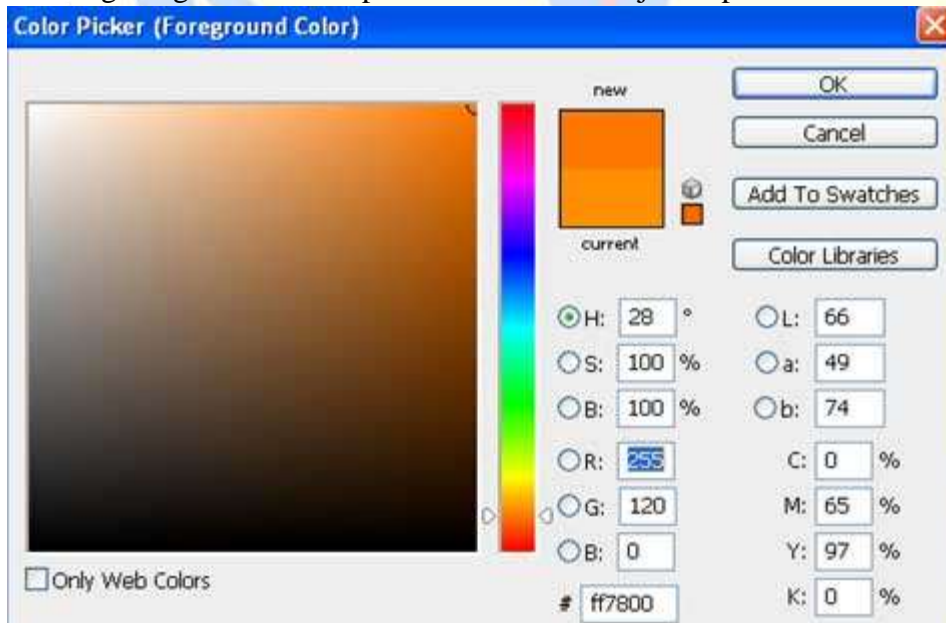 Color Picker (Foreground Color)
new
current
OK
Cancel
Add To Swatches
Color Libraries
H: 28 °
S: 100 %
B: 100 %
R: 255
G: 120
B: 0
# ff7800
L: 66
a: 49
b: 74
C: 0 %
M: 65 %
Y: 97 %
K: 0 %
Only Web Colors